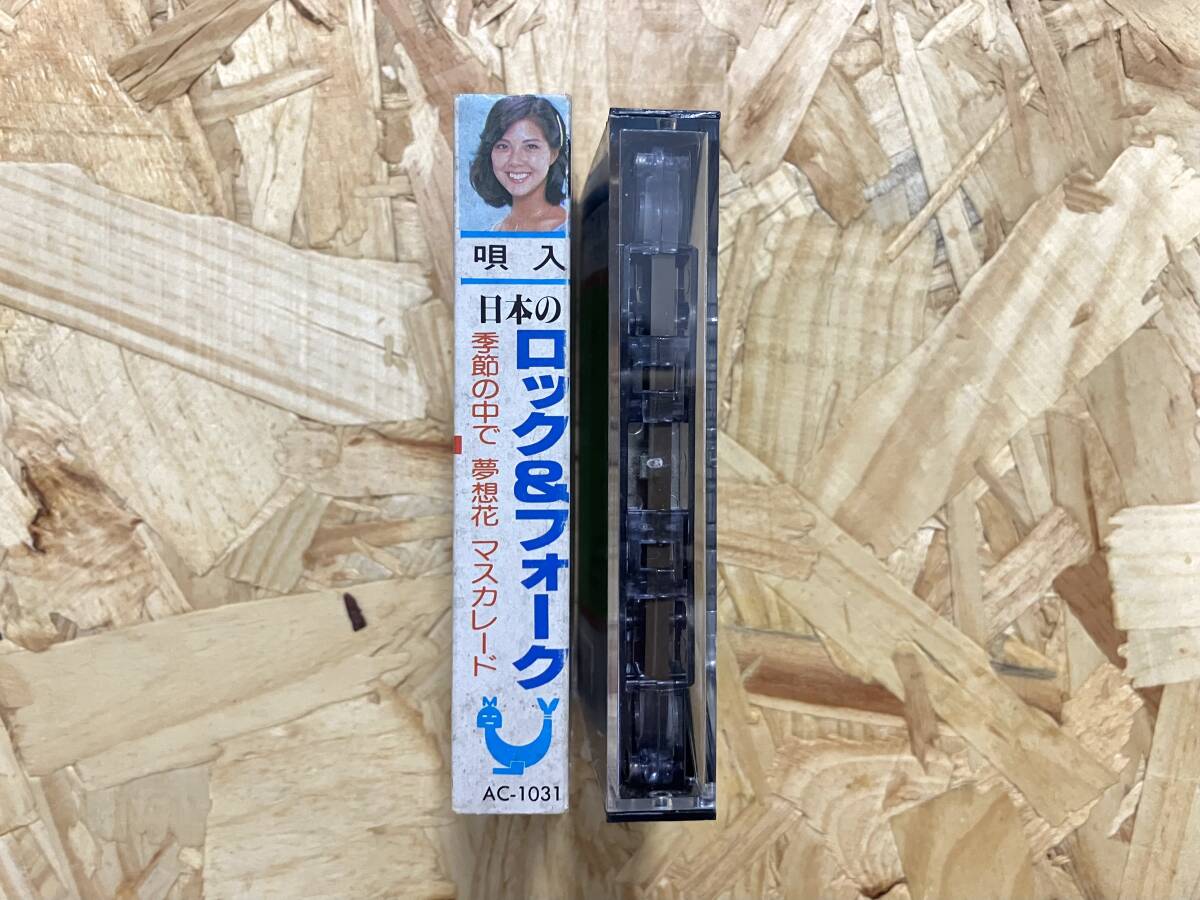 唄入
日本の
ロック&フォーク
季節の中で 夢想花 マスカレード
AC-1031